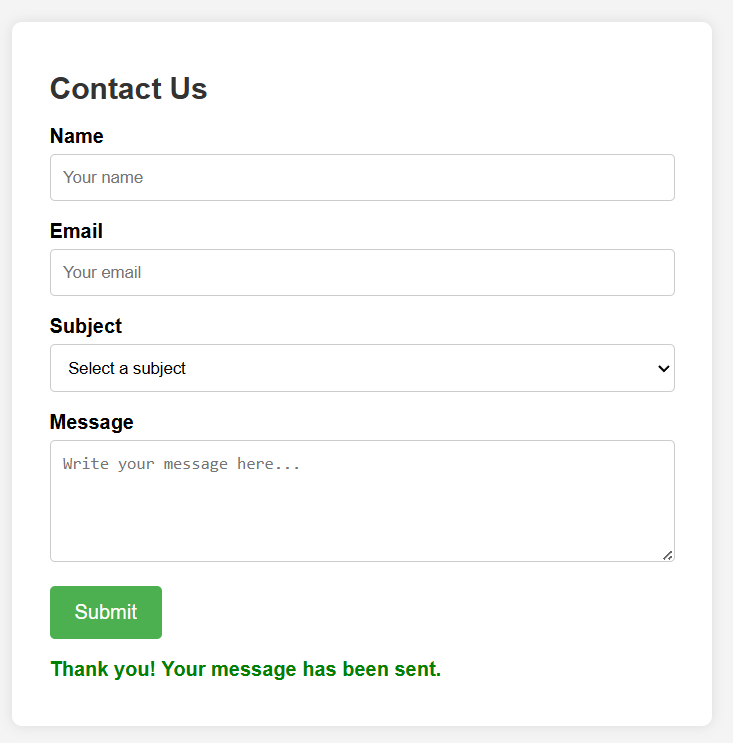 Contact Us
Name
Your name
Email
Your email
Subject
Select a subject
Message
Write your message here...
Submit
Thank you! Your message has been sent.